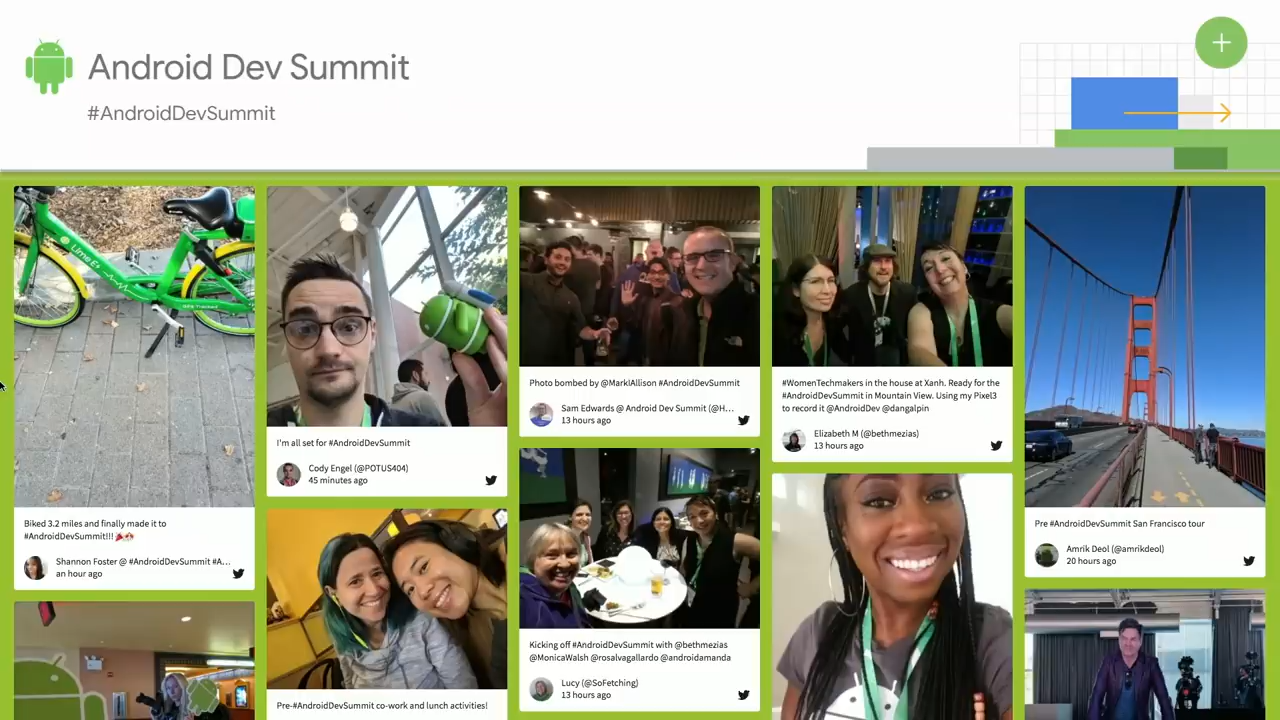 Android Dev Summit
#AndroidDevSummit
Lime-E
Biked 3.2 miles and finally made it to
#AndroidDevSummit!!!
Shannon Foster @ #AndroidDevSummit #A...
an hour ago
I'm all set for #AndroidDevSummit
Cody Engel (@POTUS404)
45 minutes ago
Pre-#AndroidDevSummit co-work and lunch activities!
Photo bombed by @MarkIAllison #AndroidDevSummit
Sam Edwards @ Android Dev Summit (@H...
13 hours ago
Kicking off #AndroidDevSummit with @bethmezias
@MonicaWalsh @rosalvagallardo @androidamanda
Lucy (@SoFetching)
13 hours ago
#WomenTechmakers in the house at Xanh. Ready for the
#AndroidDevSummit in Mountain View. Using my Pixel3
to record it @AndroidDev @dangalpin
Elizabeth M (@bethmezias)
13 hours ago
Pre #AndroidDevSummit San Francisco tour
Amrik Deol (@amrikdeol)
20 hours ago